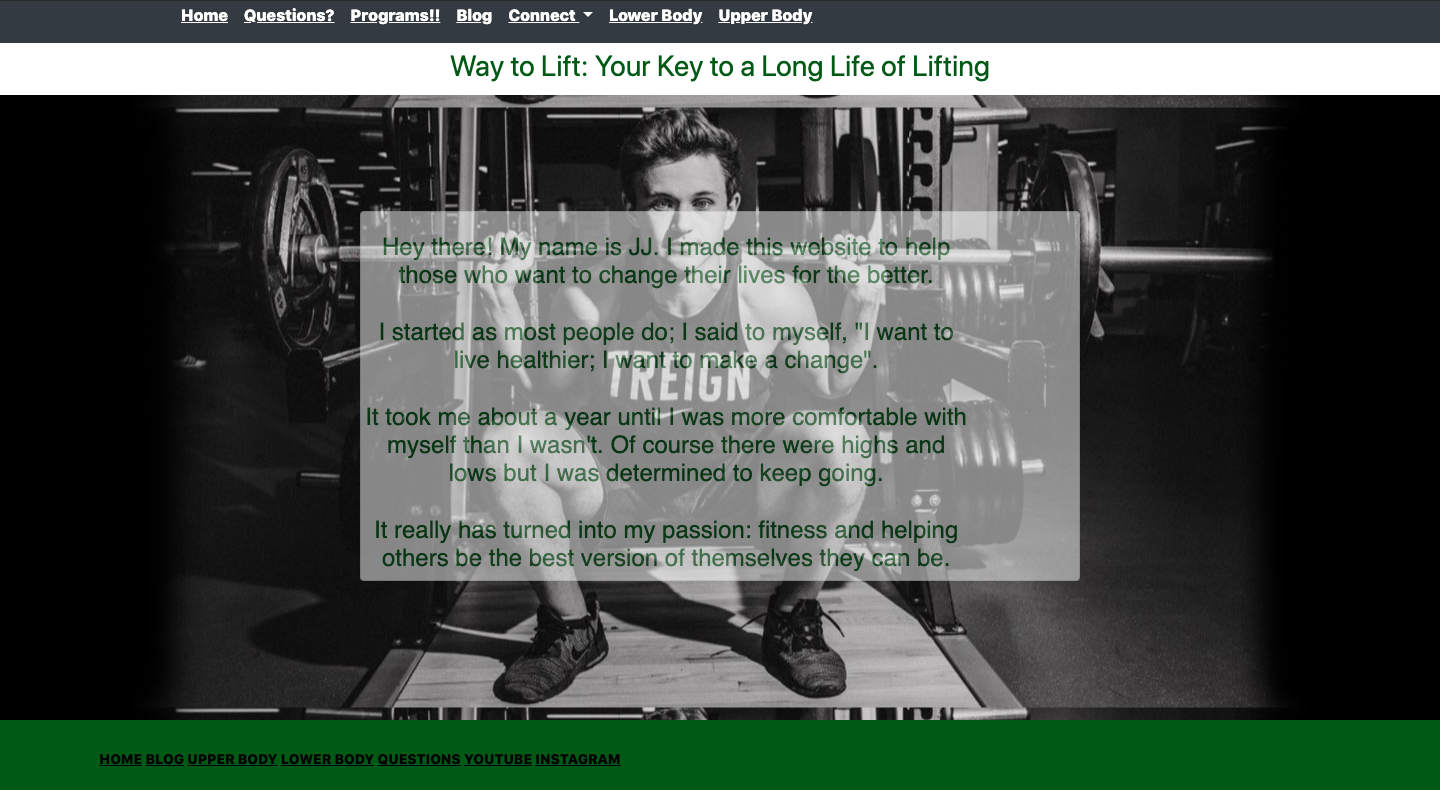 Home Questions? Programs!! Blog Connect Lower Body Upper Body
Way to Lift: Your Key to a Long Life of Lifting
Hey there! My name is JJ. I made this website to help
those who want to change their lives for the better.
I started as most people do; I said to myself, "I want to
live healthier; I want to make a change".
TREIGN
It took me about a year until I was more comfortable with
myself than I wasn't. Of course there were highs and
lows but I was determined to keep going.
It really has turned into my passion: fitness and helping
others be the best version of themselves they can be.
HOME BLOG UPPER BODY LOWER BODY QUESTIONS YOUTUBE INSTAGRAM